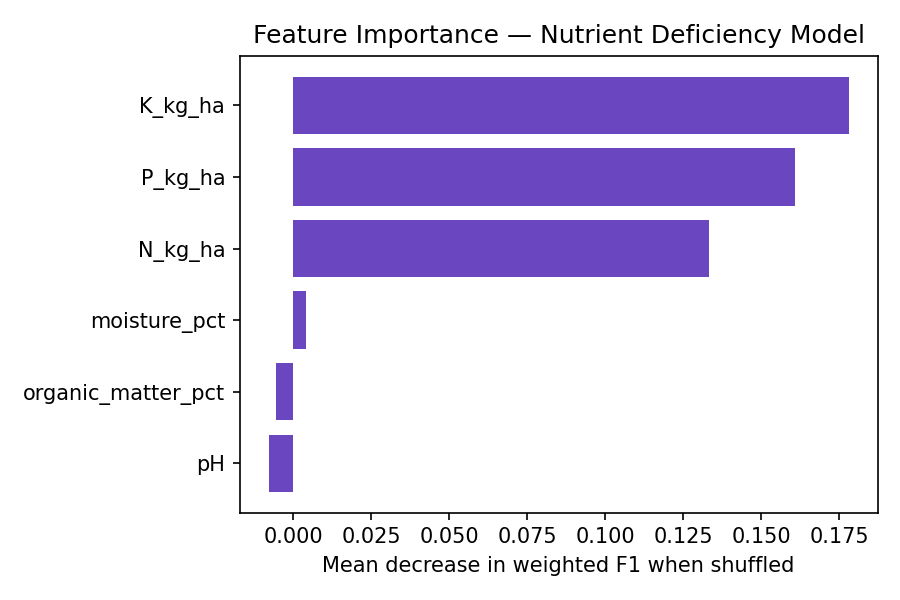 Feature Importance — Nutrient Deficiency Model
K_kg_ha
P_kg_ha
N_kg_ha
moisture_pct
organic_matter_pct
pH
0.000 0.025 0.050 0.075 0.100 0.125 0.150 0.175
Mean decrease in weighted F1 when shuffled